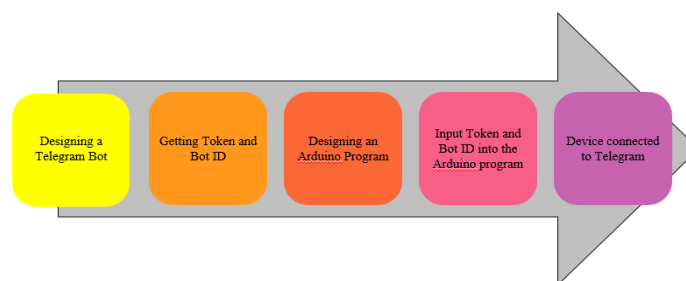 Designing a
Telegram Bot
Getting Token and
Bot ID
Designing an
Arduino Program
Input Token and
Bot ID into the
Arduino program
Device connected
to Telegram